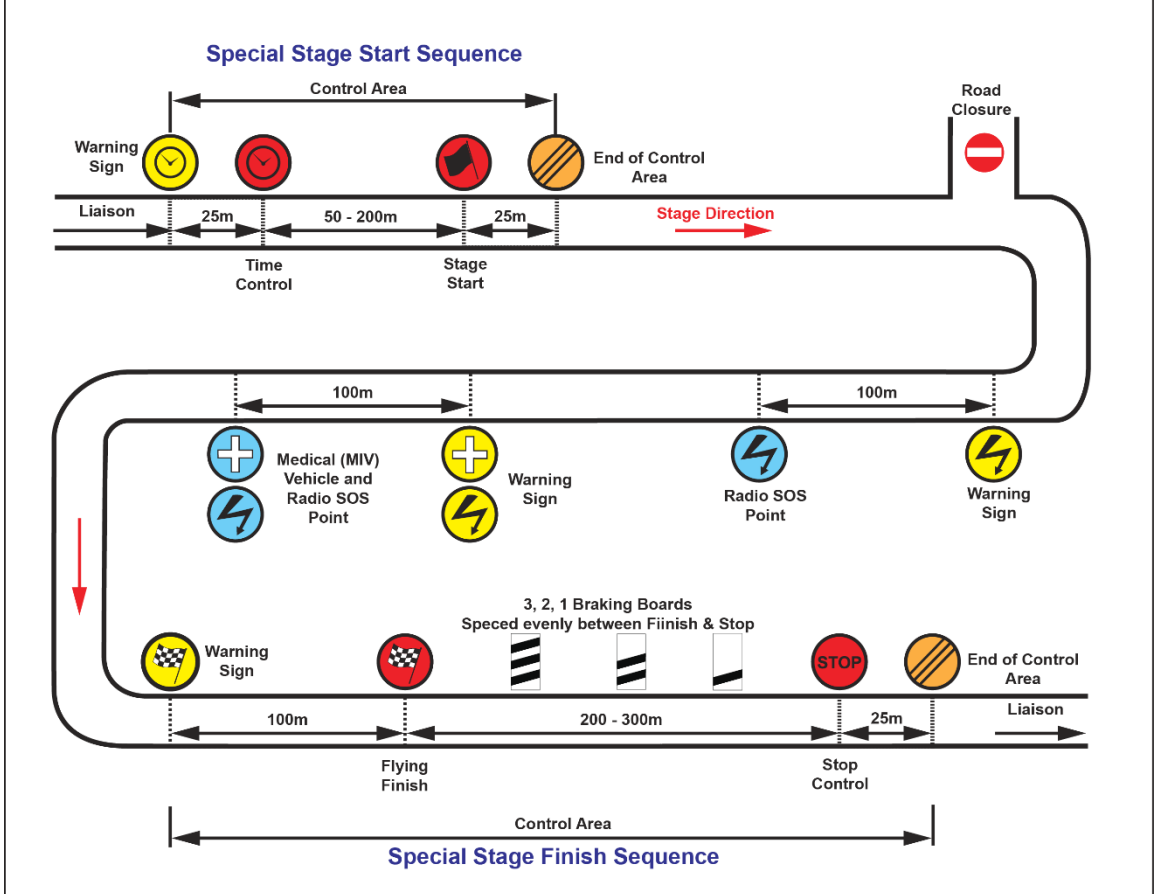 Special Stage Start Sequence
Control Area
Road
Closure
Warning
Sign
End of Control
Area
Liaison
25m
50 - 200m
25m
Stage Direction
Time
Control
Stage
Start
100m
100m
Medical (MIV)
Vehicle and
Radio SOS
Point
Warning
Sign
Radio SOS
Point
Warning
Sign
3, 2, 1 Braking Boards
Speced evenly between Fiinish & Stop
Warning
Sign
STOP
End of Control
Area
Liaison
100m
200 - 300m
25m
Flying
Finish
Stop
Control
Control Area
Special Stage Finish Sequence